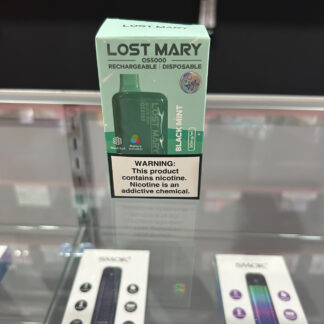 LOST MARY
OS5000
RECHARGEABLE | DISPOSABLE
LOST MARY
BLACK MINT
WARNING:
This product
contains nicotine.
Nicotine is an
addictive chemical.
SMOK
SMOK